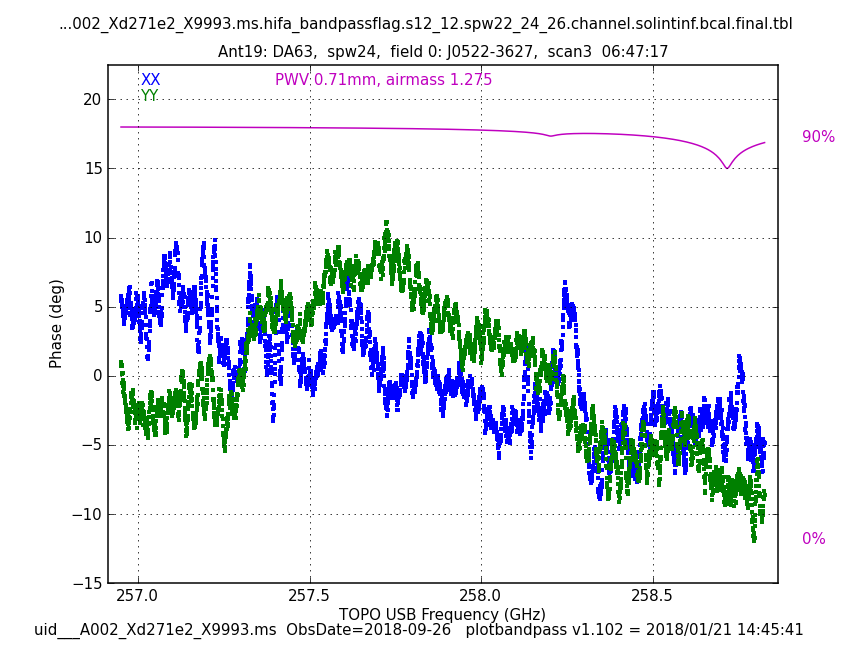 ...002_Xd271e2_X9993.ms.hifa_bandpassflag.s12_12.spw22_24_26.channel.solintinf.bcal.final.tbl
Ant19: DA63, spw24, field 0: J0522-3627, scan3 06:47:17
XX
YY
PWV 0.71mm, airmass 1.275
20
15
10
5
0
−5
−10
−15
Phase (deg)
90%
0%
257.0
257.5
258.0
258.5
TOPO USB Frequency (GHz)
uid___A002_Xd271e2_X9993.ms ObsDate=2018-09-26 plotbandpass v1.102 = 2018/01/21 14:45:41